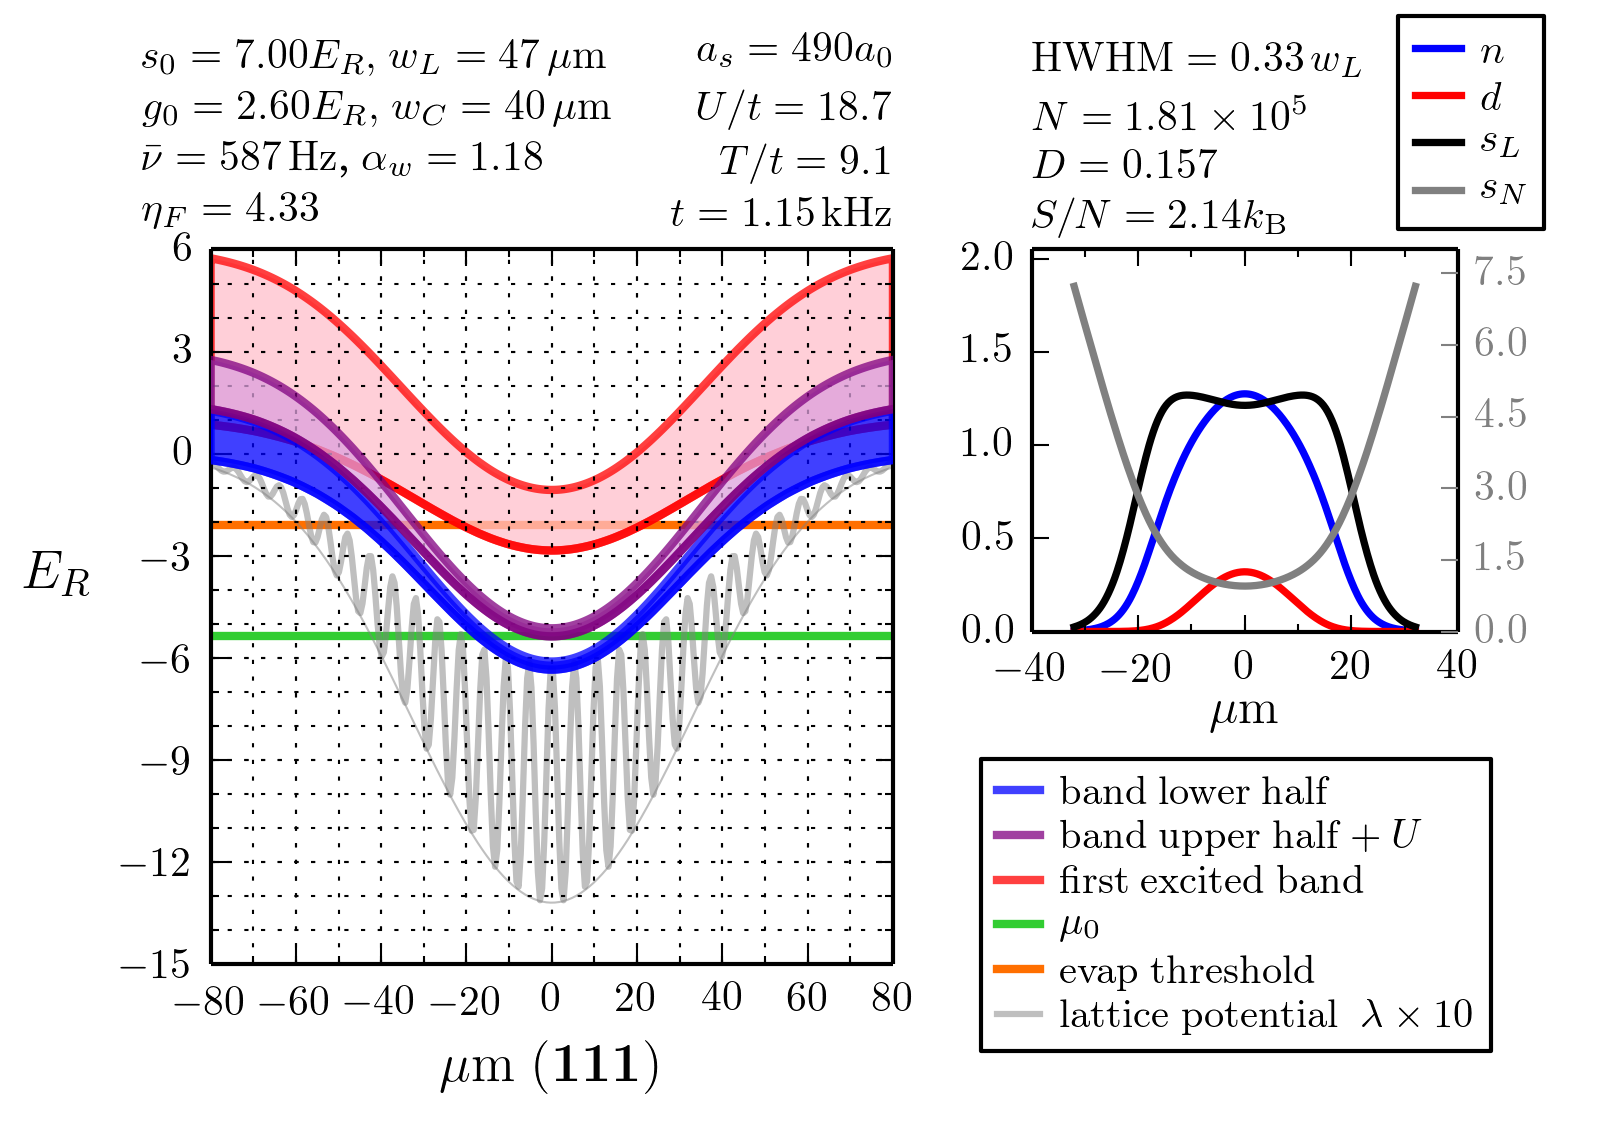 s₀ = 7.00E_R, w_L = 47 μm
g₀ = 2.60E_R, w_C = 40 μm
ν̄ = 587 Hz, α_w = 1.18
η_F = 4.33
a_s = 490a₀
U/t = 18.7
T/t = 9.1
t = 1.15 kHz
HWHM = 0.33 w_L
N = 1.81 × 10⁵
D = 0.157
S/N = 2.14k_B
n
d
s_L
s_N
6
3
0
−3
−6
−9
−12
−15
E_R
−80 −60 −40 −20 0 20 40 60 80
μm (111)
2.0
1.5
1.0
0.5
0.0
7.5
6.0
4.5
3.0
1.5
0.0
−40 −20 0 20 40
μm
band lower half
band upper half + U
first excited band
μ₀
evap threshold
lattice potential λ × 10